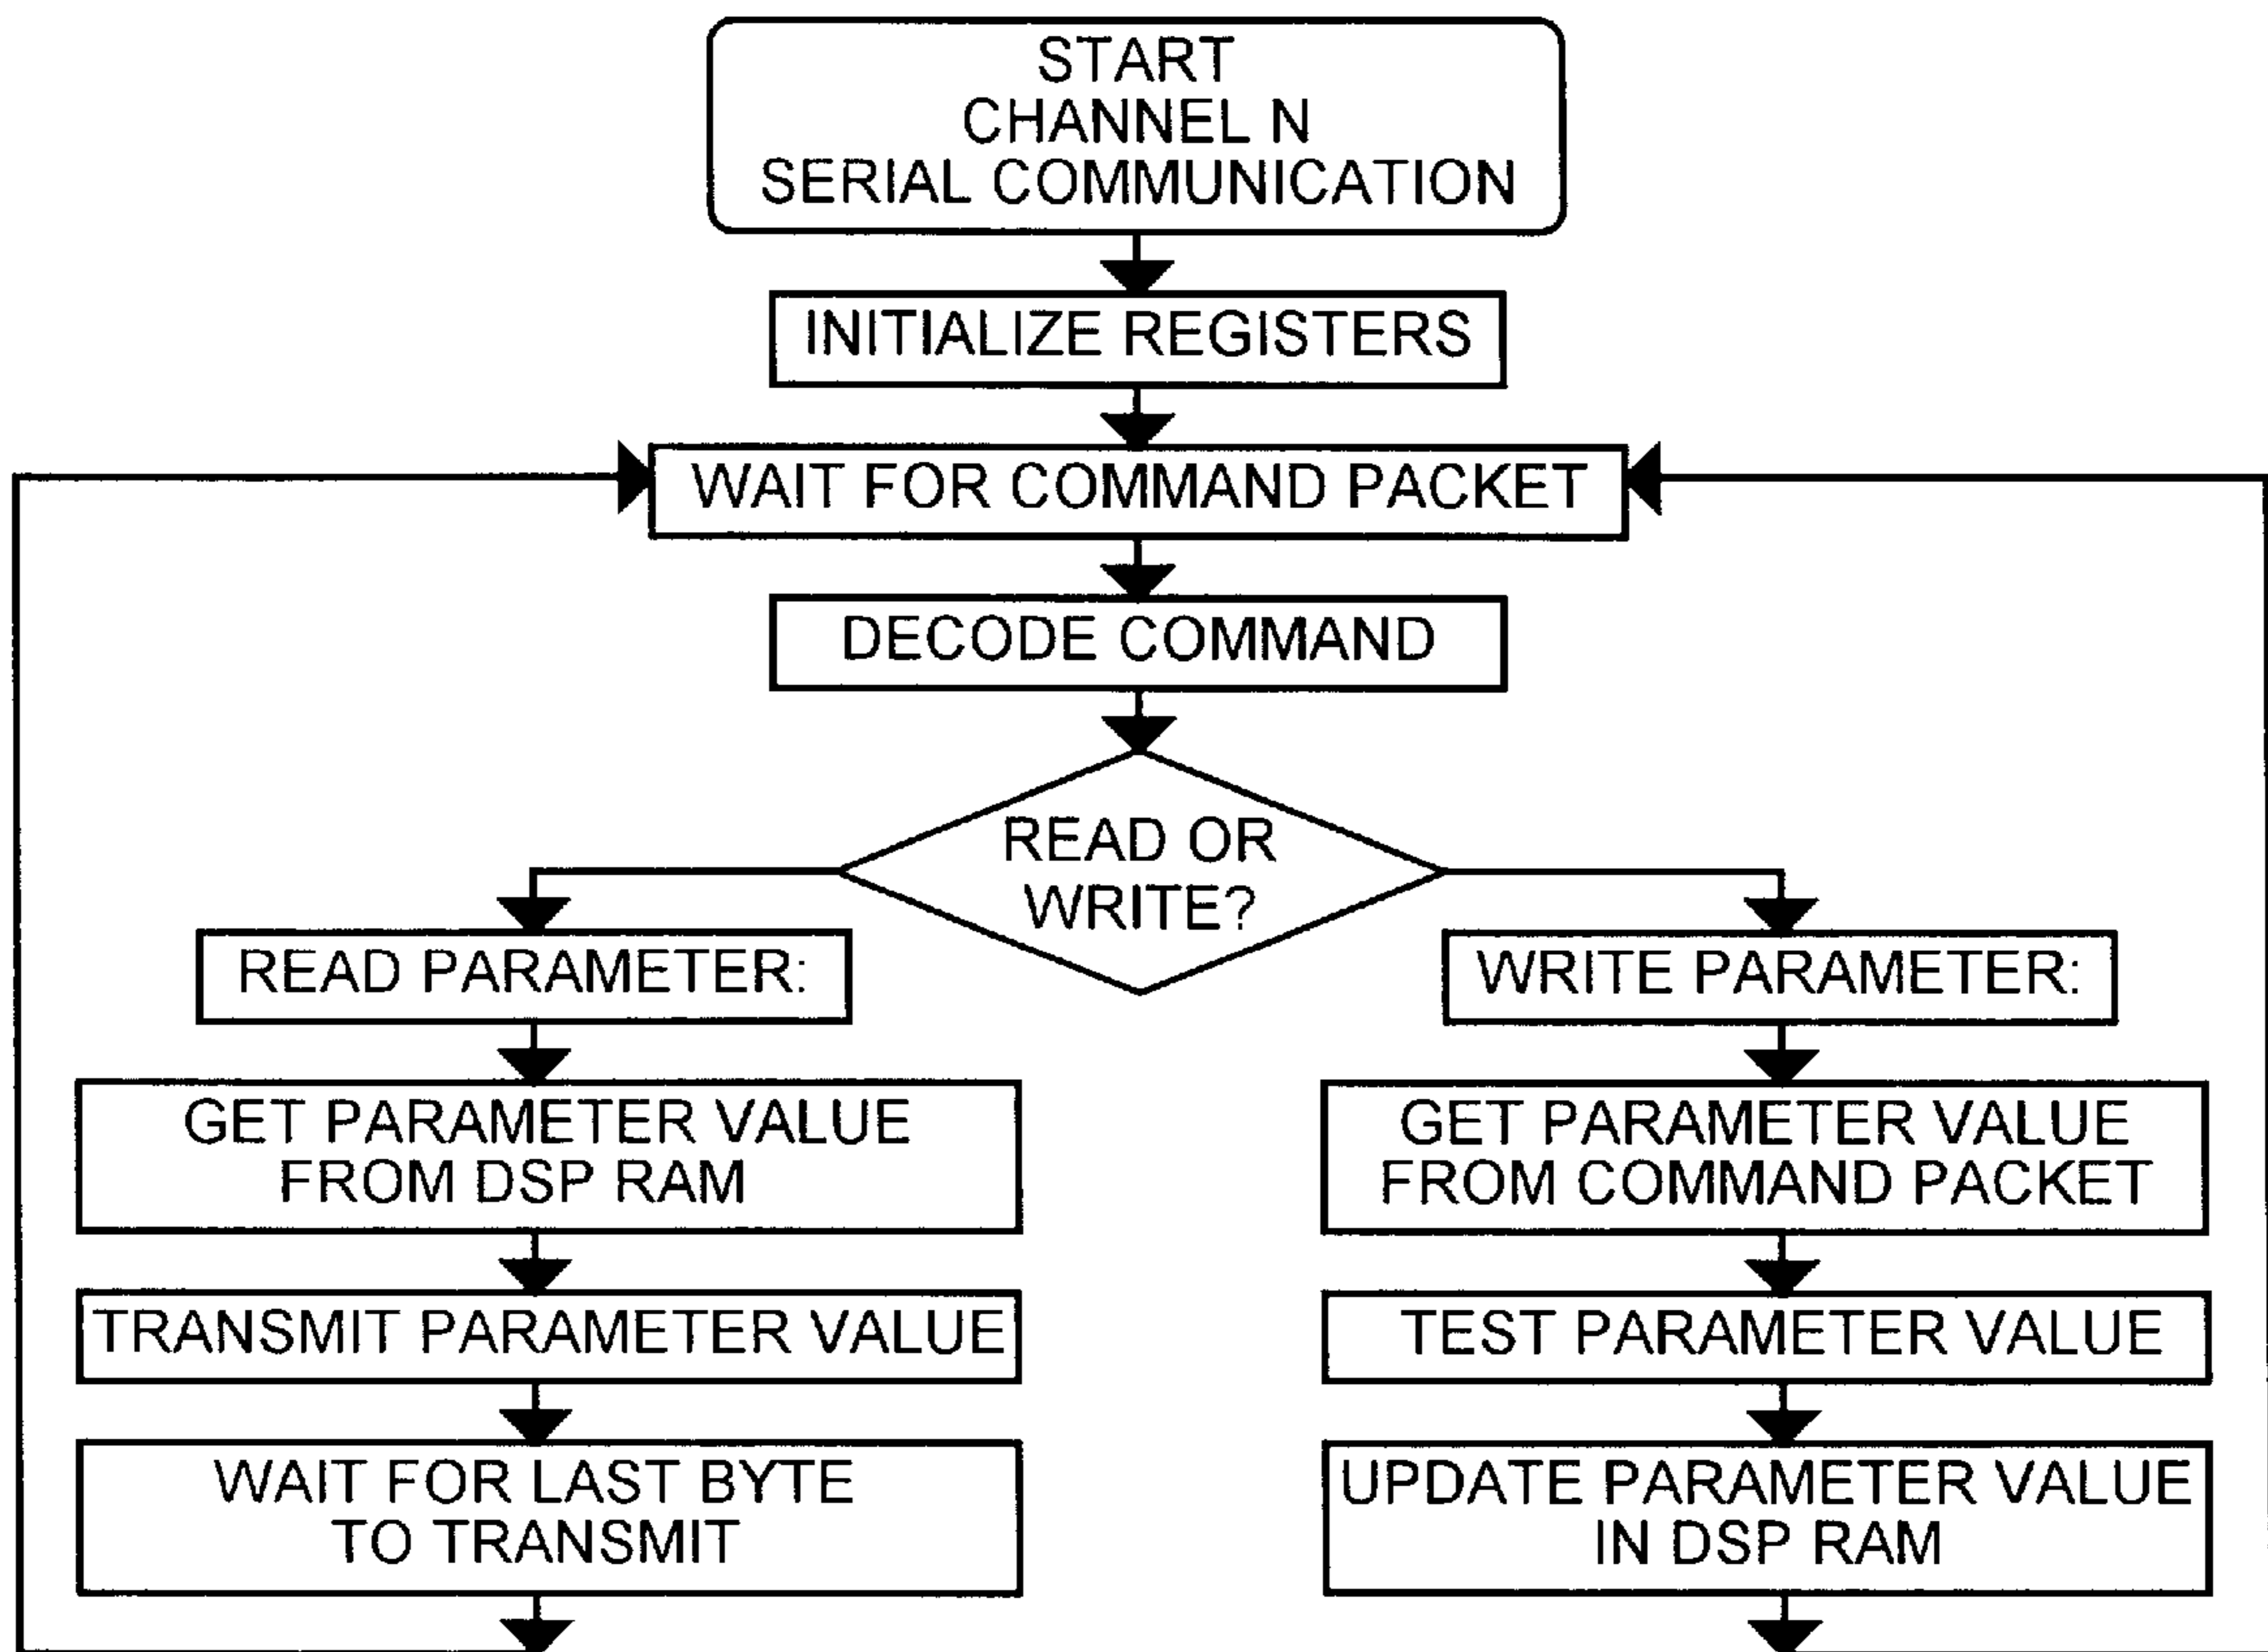 START
CHANNEL N
SERIAL COMMUNICATION
INITIALIZE REGISTERS
WAIT FOR COMMAND PACKET
DECODE COMMAND
READ OR
WRITE?
READ PARAMETER:
GET PARAMETER VALUE
FROM DSP RAM
TRANSMIT PARAMETER VALUE
WAIT FOR LAST BYTE
TO TRANSMIT
WRITE PARAMETER:
GET PARAMETER VALUE
FROM COMMAND PACKET
TEST PARAMETER VALUE
UPDATE PARAMETER VALUE
IN DSP RAM